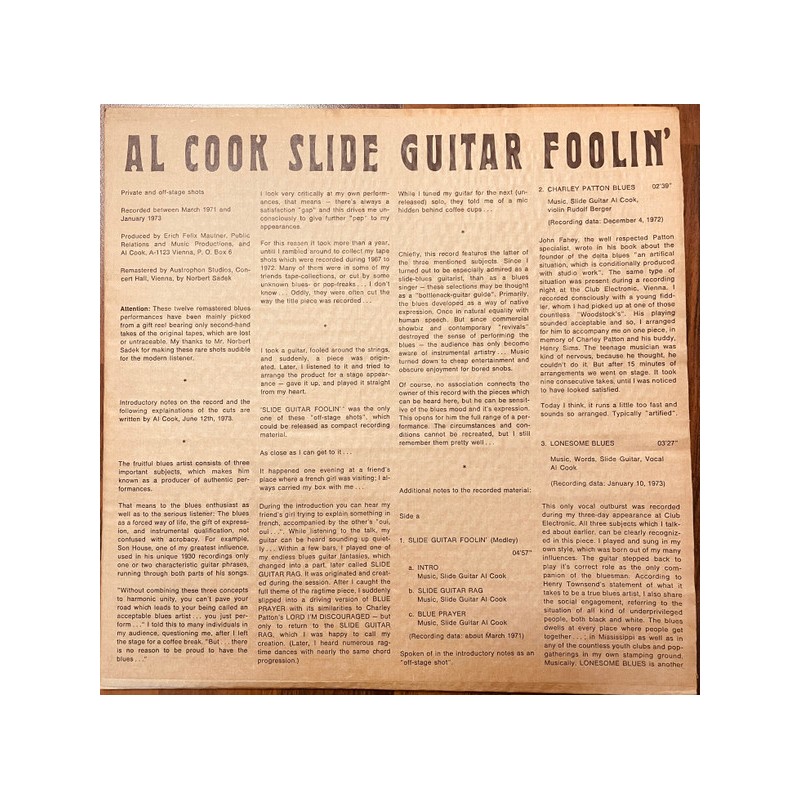 AL COOK SLIDE GUITAR FOOLIN'
Private and off-stage shots
Recorded between March 1971 and
January 1973
Produced by Erich Felix Mautner, Public
Relations and Music Productions, and
Al Cook, A-1123 Vienna, P. O. Box 6
Remastered by Austrophon Studios, Con-
cert Hall, Vienna, by Norbert Sadek
Attention: These twelve remastered blues
performances have been mainly picked
from a gift reel bearing only second-hand
takes of the original tapes, which are lost
or untraceable. My thanks to Mr. Norbert
Sadek for making these rare shots audible
for the modern listener.
*
Introductory notes on the record and the
following explanations of the cuts are
written by Al Cook, June 12th, 1973.
*
The fruitful blues artist consists of three
important subjects, which makes him
known as a producer of authentic per-
formances.
That means to the blues enthusiast as
well as to the serious listener: The blues
as a forced way of life, the gift of express-
ion, and instrumental qualification, not
confused with acrobacy. For example,
Son House, one of my greatest influence,
used in his unique 1930 recordings only
one or two characteristic guitar phrases,
running through both parts of his songs.
"Without combining these three concepts
to harmonic unity, you can't pave your
road which leads to your being called an
acceptable blues artist . . . you just per-
form . . ." I told this to many individuals in
my audience, questioning me, after I left
the stage for a coffee break. "But . . . there
is no reason to be proud to have the
blues . . ."
I look very critically at my own perform-
ances, that means — there's always a
satisfaction "gap" and this drives me un-
consciously to give further "pep" to my
appearances.
For this reason it took more than a year,
until I rambled around to collect my tape
shots which were recorded during 1967 to
1972. Many of them were in some of my
friends tape-collections, or cut by some
unknown blues- or pop-freaks . . . I don't
know . . . Oddly, they were often cut the
way the title piece was recorded . . .
*
I took a guitar, fooled around the strings,
and suddenly, a piece was origin-
ated. Later, I listened to it and tried to
arrange the product for a stage appear-
ance — gave it up, and played it straight
from my heart.
"SLIDE GUITAR FOOLIN'" was the only
one of these "off-stage shots", which
could be released as compact recording
material.
As close as I can get to it . . .
It happened one evening at a friend's
place where a french girl was visiting; I al-
ways carried my box with me . . .
During the introduction you can hear my
friend's girl trying to explain something in
french, accompanied by the other's "oui,
oui . . .". While listening to the talk, my
guitar can be heard sounding up quiet-
ly . . . Within a few bars, I played one of
my endless blues guitar fantasies, which
changed into a part, later called SLIDE
GUITAR RAG. It was originated and creat-
ed during the session. After I caught the
full theme of the ragtime piece, I suddenly
slipped into a driving version of BLUE
PRAYER with its similarities to Charley
Patton's LORD I'M DISCOURAGED — but
only to return to the SLIDE GUITAR
RAG, which I was happy to call my
creation. (Later, I heard numerous rag-
time dances with nearly the same chord
progression.)
While I tuned my guitar for the next (un-
released) solo, they told me of a mic
hidden behind coffee cups . . .
*
Chiefly, this record features the latter of
the three mentioned subjects. Since I
turned out to be especially admired as a
slide-blues guitarist, than as a blues
singer — these selections may be thought
as a "bottleneck-guitar guide". Primarily,
the blues developed as a way of native
expression. Once in natural equality with
human speech. But since commercial
showbiz and contemporary "revivals"
destroyed the sense of performing the
blues — the audience has only become
aware of instrumental artistry . . . Music
turned down to cheap entertainment and
obscure enjoyment for bored snobs.
Of course, no association connects the
owner of this record with the pieces which
can be heard here, but he can be sensit-
ive of the blues mood and it's expression.
This opens for him the full range of a per-
formance. The circumstances and con-
ditions cannot be recreated, but I still
remember them pretty well . . .
*
Additional notes to the recorded material:
Side a
1. SLIDE GUITAR FOOLIN' (Medley)
04'57"
a. INTRO
Music, Slide Guitar Al Cook
b. SLIDE GUITAR RAG
Music, Slide Guitar Al Cook
c. BLUE PRAYER
Music, Slide Guitar Al Cook
(Recording data: about March 1971)
Spoken of in the introductory notes as an
"off-stage shot".
2. CHARLEY PATTON BLUES 02'39"
Music, Slide Guitar Al Cook,
violin Rudolf Berger
(Recording data: December 4, 1972)
John Fahey, the well respected Patton
specialist, wrote in his book about the
founder of the delta blues "an artifical
situation, which is conditionally produced
with studio work". The same type of
situation was present during a recording
night at the Club Electronic, Vienna. I
recorded consciously with a young fidd-
ler, whom I had picked up at one of those
countless "Woodstock's". His playing
sounded acceptable and so, I arranged
for him to accompany me on one piece, in
memory of Charley Patton and his buddy,
Henry Sims. The teenage musician was
kind of nervous, because he thought, he
couldn't do it. But after 15 minutes of
arrangements we went on stage. It took
nine consecutive takes, until I was noticed
to have looked satisfied.
Today I think, it runs a little too fast and
sounds so arranged. Typically "artified".
3. LONESOME BLUES 03'27"
Music, Words, Slide Guitar, Vocal
Al Cook
(Recording data: January 10, 1973)
This only vocal outburst was recorded
during my three-day appearance at Club
Electronic. All three subjects which I talk-
ed about earlier, can be clearly recogniz-
ed in this piece. I played and sung in my
own style, which was born out of my many
influences. The guitar stepped back to
play it's correct role as the only com-
panion of the bluesman. According to
Henry Townsend's statement of what it
takes to be a true blues artist, I also share
the social engagement, referring to the
situation of all kind of underprivileged
people, both black and white. The blues
dwells at every place where people get
together . . . , in Mississippi as well as in
any of the countless youth clubs and pop-
gatherings in my own stamping ground.
Musically, LONESOME BLUES is another